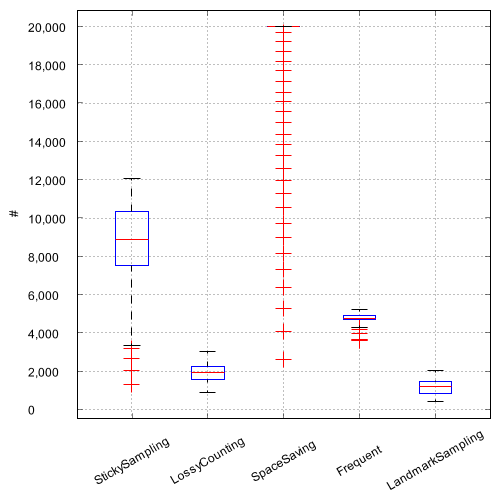 20,000
18,000
16,000
14,000
12,000
10,000
#
8,000
6,000
4,000
2,000
0
StickySampling
LossyCounting
SpaceSaving
Frequent
LandmarkSampling